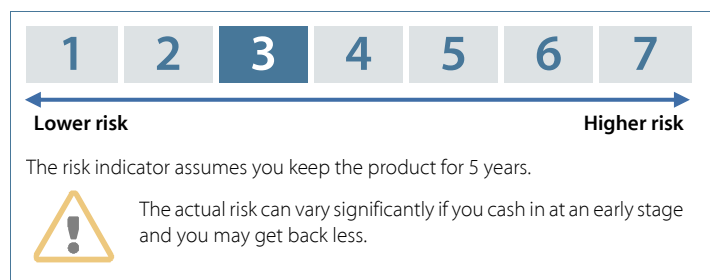 1 2 3 4 5 6 7
Lower risk Higher risk
The risk indicator assumes you keep the product for 5 years.
The actual risk can vary significantly if you cash in at an early stage
and you may get back less.